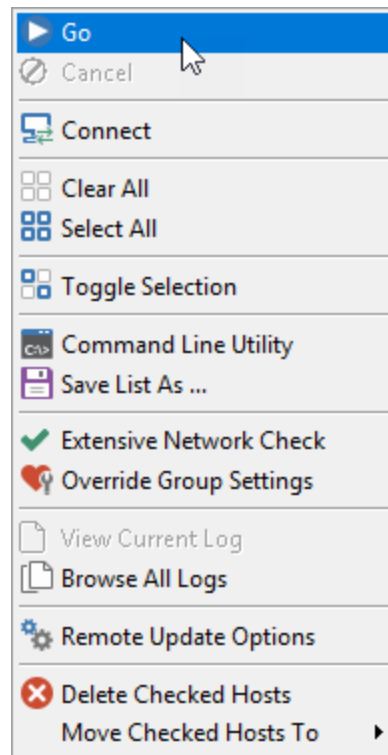 Go
Cancel
Connect
Clear All
Select All
Toggle Selection
C:\>
Command Line Utility
Save List As ...
Extensive Network Check
Override Group Settings
View Current Log
Browse All Logs
Remote Update Options
Delete Checked Hosts
Move Checked Hosts To